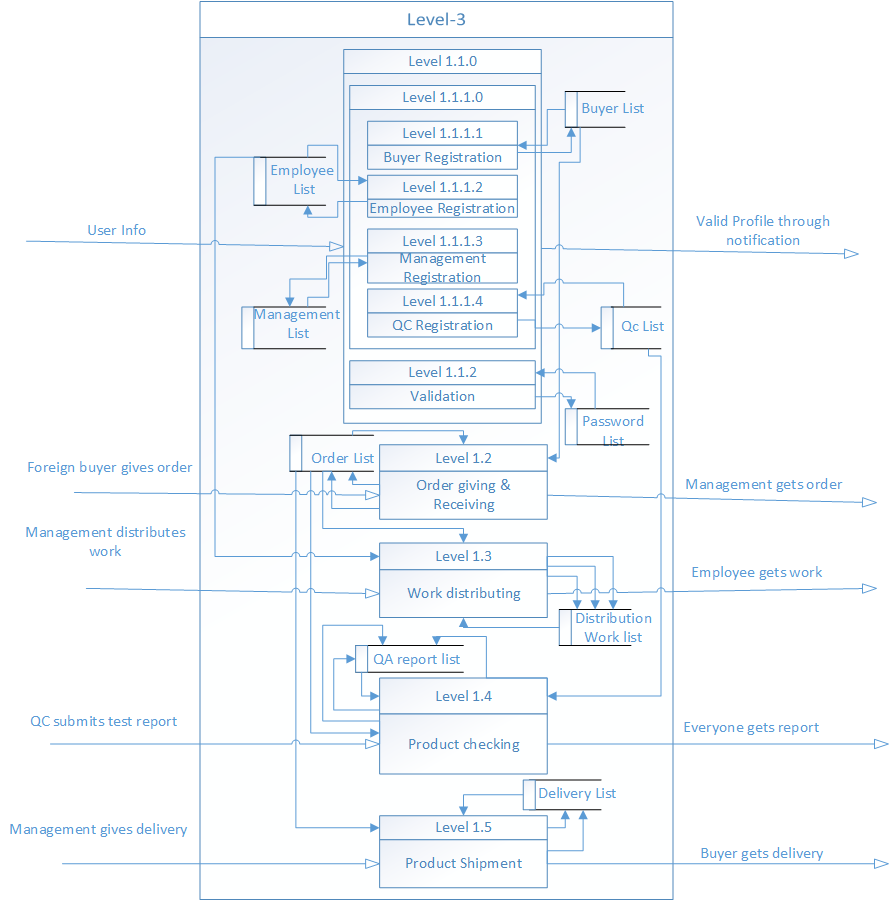 Level-3
Level 1.1.0
Level 1.1.1.0
Buyer List
Level 1.1.1.1
Buyer Registration
Employee
List
Level 1.1.1.2
Employee Registration
User Info
Valid Profile through
notification
Level 1.1.1.3
Management
Registration
Level 1.1.1.4
QC Registration
Management
List
Qc List
Level 1.1.2
Validation
Password
List
Order List
Level 1.2
Order giving &
Receiving
Foreign buyer gives order
Management gets order
Management distributes
work
Level 1.3
Work distributing
Employee gets work
Distribution
Work list
QA report list
Level 1.4
Product checking
QC submits test report
Everyone gets report
Delivery List
Level 1.5
Product Shipment
Management gives delivery
Buyer gets delivery